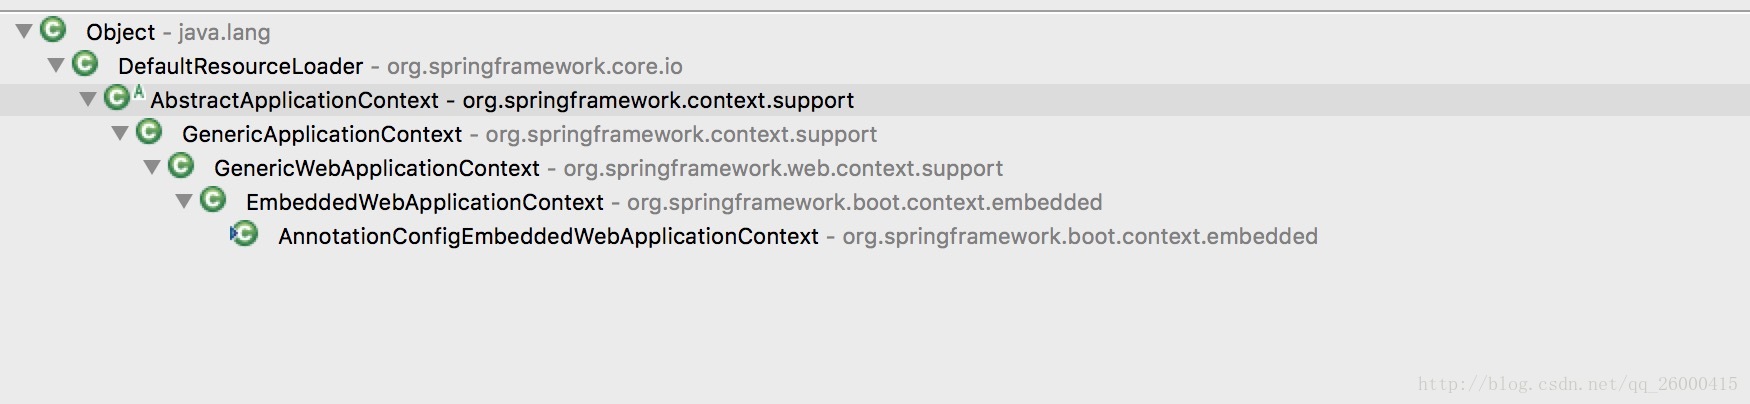 Object - java.lang
DefaultResourceLoader - org.springframework.core.io
AbstractApplicationContext - org.springframework.context.support
GenericApplicationContext - org.springframework.context.support
GenericWebApplicationContext - org.springframework.web.context.support
EmbeddedWebApplicationContext - org.springframework.boot.context.embedded
AnnotationConfigEmbeddedWebApplicationContext - org.springframework.boot.context.embedded
http://blog.csdn.net/qq_26000415